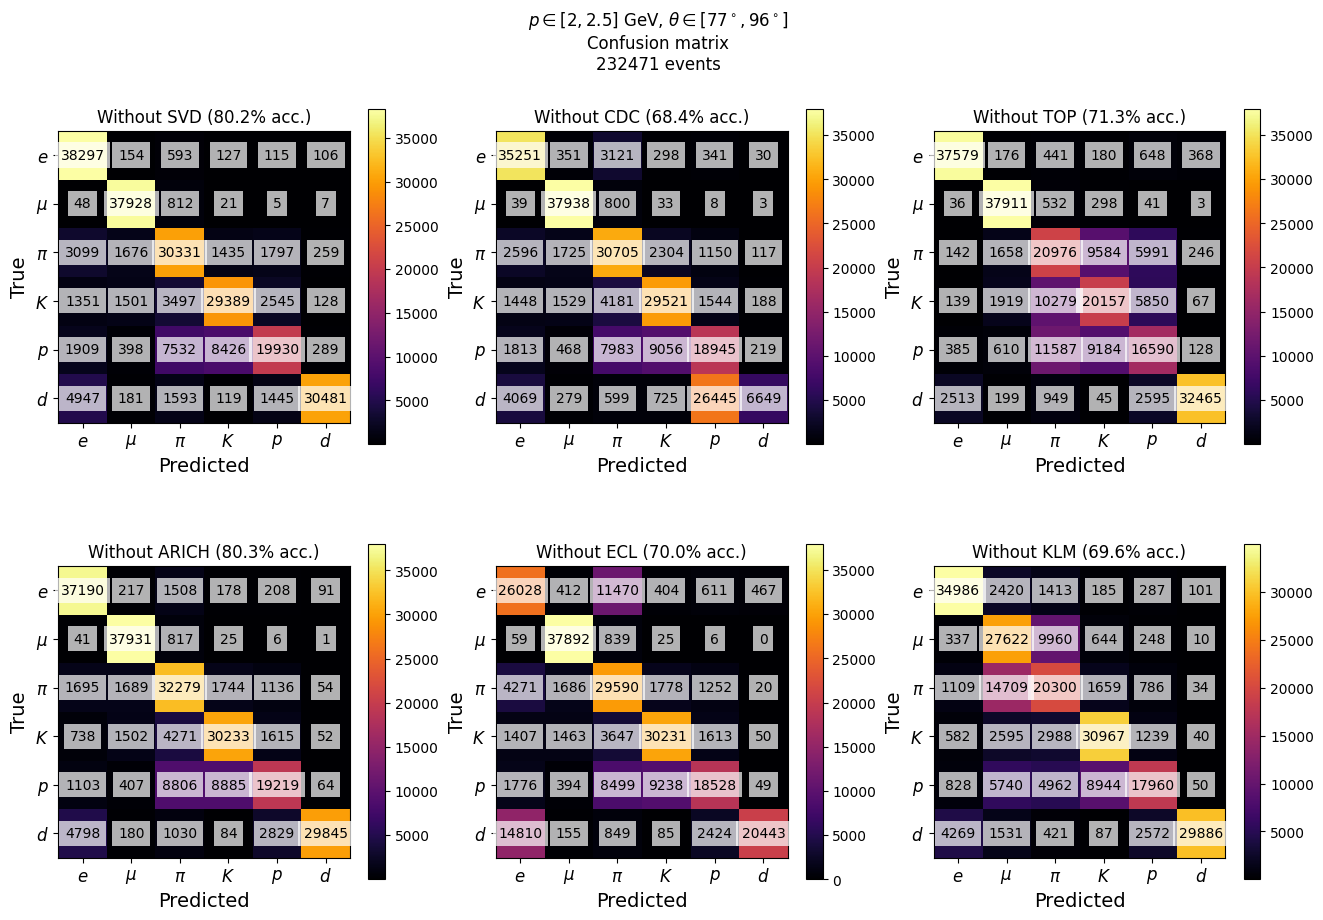 p ∈ [2, 2.5] GeV, θ ∈ [77°, 96°]
Confusion matrix
232471 events
Without SVD (80.2% acc.)
True
e 38297 154 593 127 115 106
μ 48 37928 812 21 5 7
π 3099 1676 30331 1435 1797 259
K 1351 1501 3497 29389 2545 128
p 1909 398 7532 8426 19930 289
d 4947 181 1593 119 1445 30481
e μ π K p d
Predicted
35000
30000
25000
20000
15000
10000
5000
Without CDC (68.4% acc.)
True
e 35251 351 3121 298 341 30
μ 39 37938 800 33 8 3
π 2596 1725 30705 2304 1150 117
K 1448 1529 4181 29521 1544 188
p 1813 468 7983 9056 18945 219
d 4069 279 599 725 26445 6649
e μ π K p d
Predicted
35000
30000
25000
20000
15000
10000
5000
Without TOP (71.3% acc.)
True
e 37579 176 441 180 648 368
μ 36 37911 532 298 41 3
π 142 1658 20976 9584 5991 246
K 139 1919 10279 20157 5850 67
p 385 610 11587 9184 16590 128
d 2513 199 949 45 2595 32465
e μ π K p d
Predicted
35000
30000
25000
20000
15000
10000
5000
Without ARICH (80.3% acc.)
True
e 37190 217 1508 178 208 91
μ 41 37931 817 25 6 1
π 1695 1689 32279 1744 1136 54
K 738 1502 4271 30233 1615 52
p 1103 407 8806 8885 19219 64
d 4798 180 1030 84 2829 29845
e μ π K p d
Predicted
35000
30000
25000
20000
15000
10000
5000
Without ECL (70.0% acc.)
True
e 26028 412 11470 404 611 467
μ 59 37892 839 25 6 0
π 4271 1686 29590 1778 1252 20
K 1407 1463 3647 30231 1613 50
p 1776 394 8499 9238 18528 49
d 14810 155 849 85 2424 20443
e μ π K p d
Predicted
35000
30000
25000
20000
15000
10000
5000
0
Without KLM (69.6% acc.)
True
e 34986 2420 1413 185 287 101
μ 337 27622 9960 644 248 10
π 1109 14709 20300 1659 786 34
K 582 2595 2988 30967 1239 40
p 828 5740 4962 8944 17960 50
d 4269 1531 421 87 2572 29886
e μ π K p d
Predicted
30000
25000
20000
15000
10000
5000